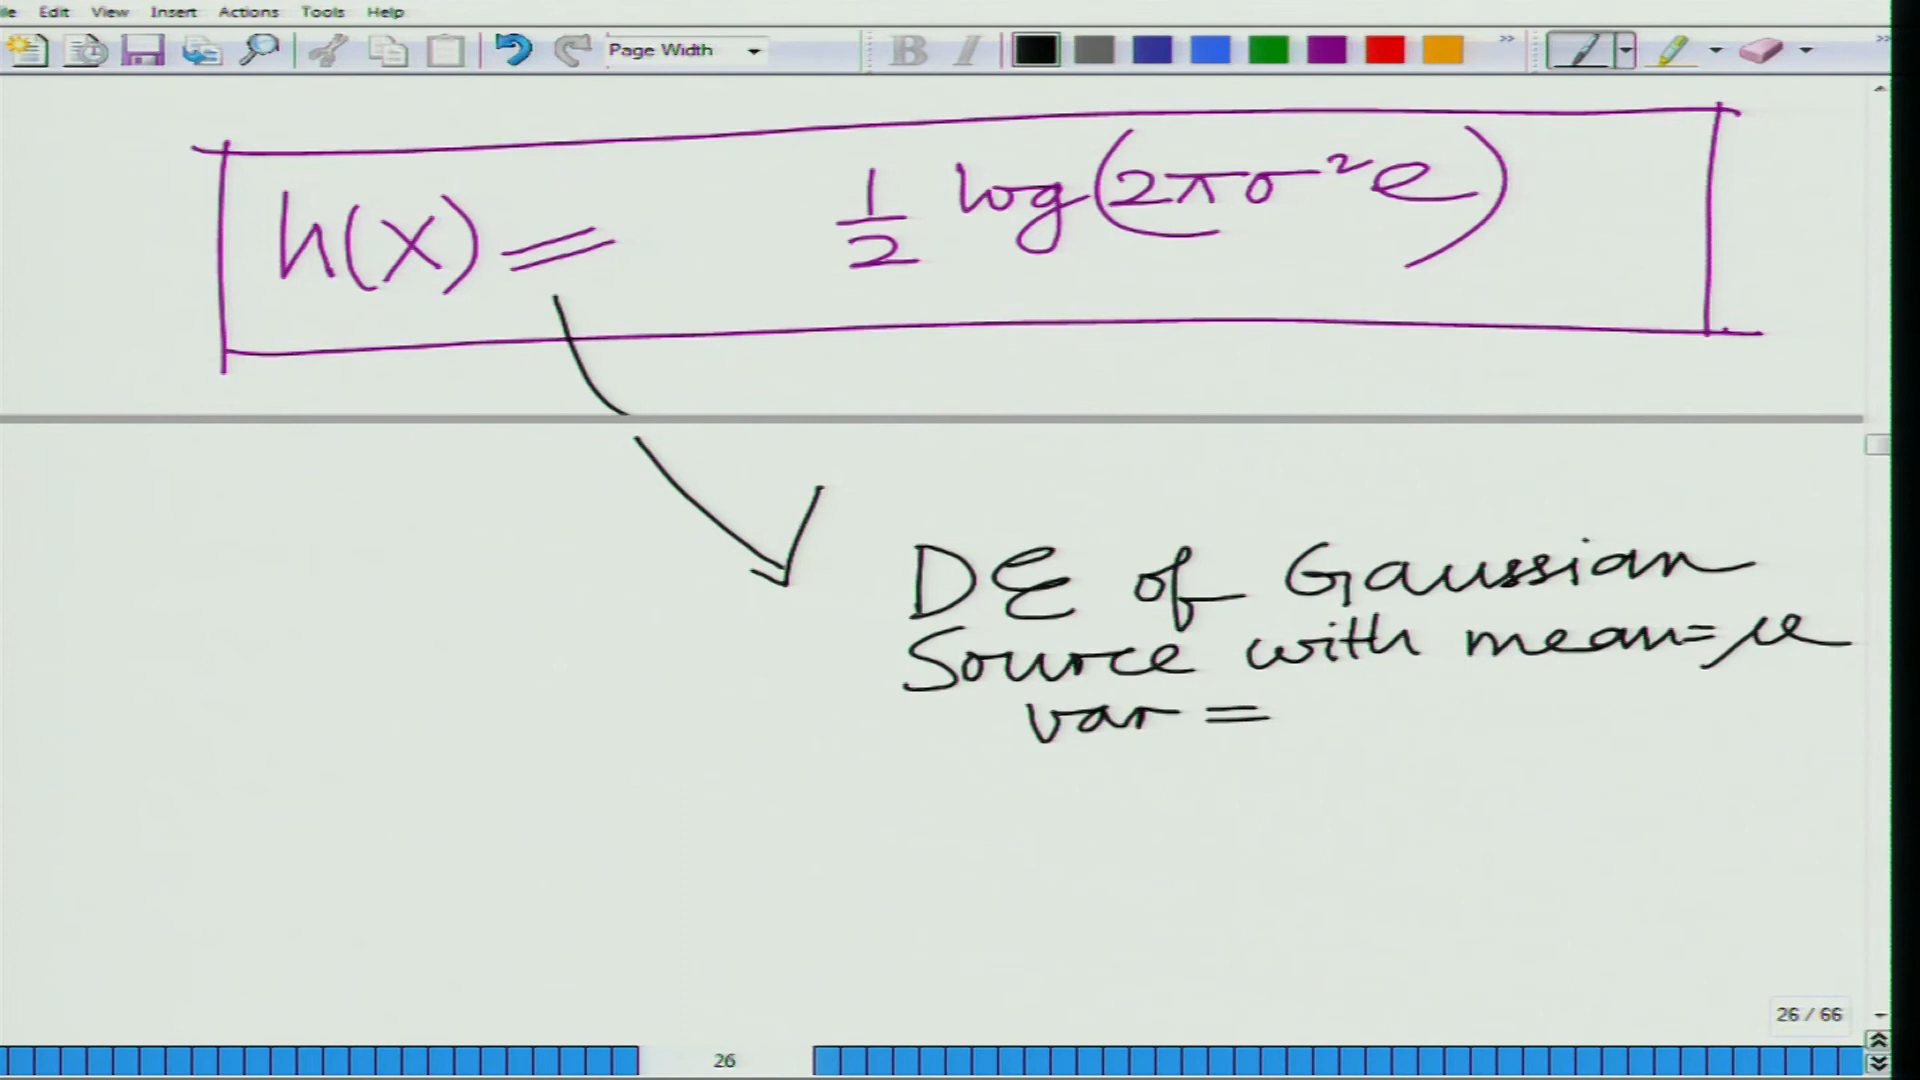 le Edit View Insert Actions Tools Help
Page Width
B I
h(X) = 1/2 log(2πσ²e)
DE of Gaussian
Source with mean=μ
var =
26 / 66
26